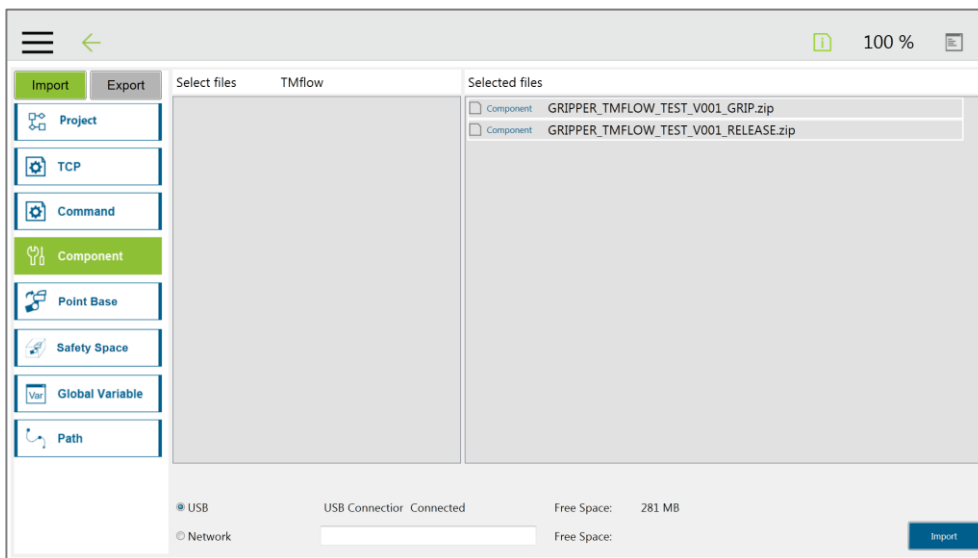 100 %
Import Export Select files TMflow Selected files
Component GRIPPER_TMFLOW_TEST_V001_GRIP.zip
Component GRIPPER_TMFLOW_TEST_V001_RELEASE.zip
Project
TCP
Command
Component
Point Base
Safety Space
Var Global Variable
Path
USB USB Connectior Connected Free Space: 281 MB
Network Free Space:
Import